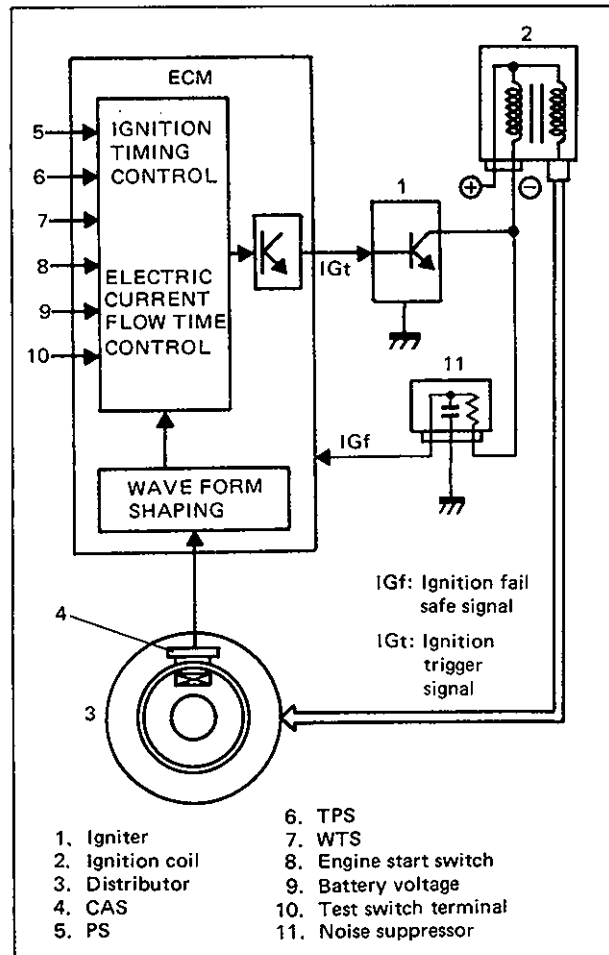 2
ECM
IGNITION
TIMING
CONTROL
ELECTRIC
CURRENT
FLOW TIME
CONTROL
5
6
7
8
9
10
IGt
1
+
−
11
IGf
WAVE FORM
SHAPING
4
3
IGf: Ignition fail
safe signal
IGt: Ignition
trigger
signal
1. Igniter
2. Ignition coil
3. Distributor
4. CAS
5. PS
6. TPS
7. WTS
8. Engine start switch
9. Battery voltage
10. Test switch terminal
11. Noise suppressor